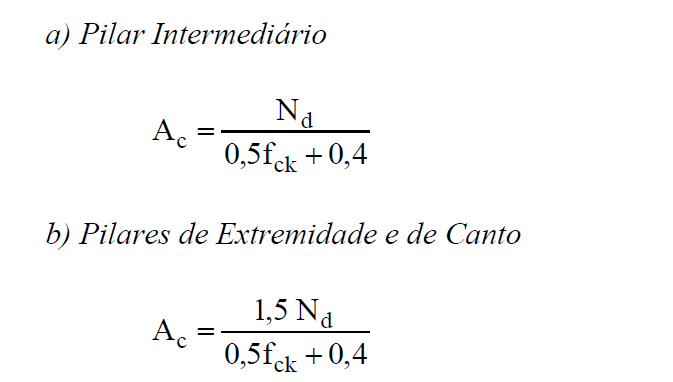 a) Pilar Intermediário
A_c = N_d / (0,5f_ck + 0,4)
b) Pilares de Extremidade e de Canto
A_c = 1,5 N_d / (0,5f_ck + 0,4)